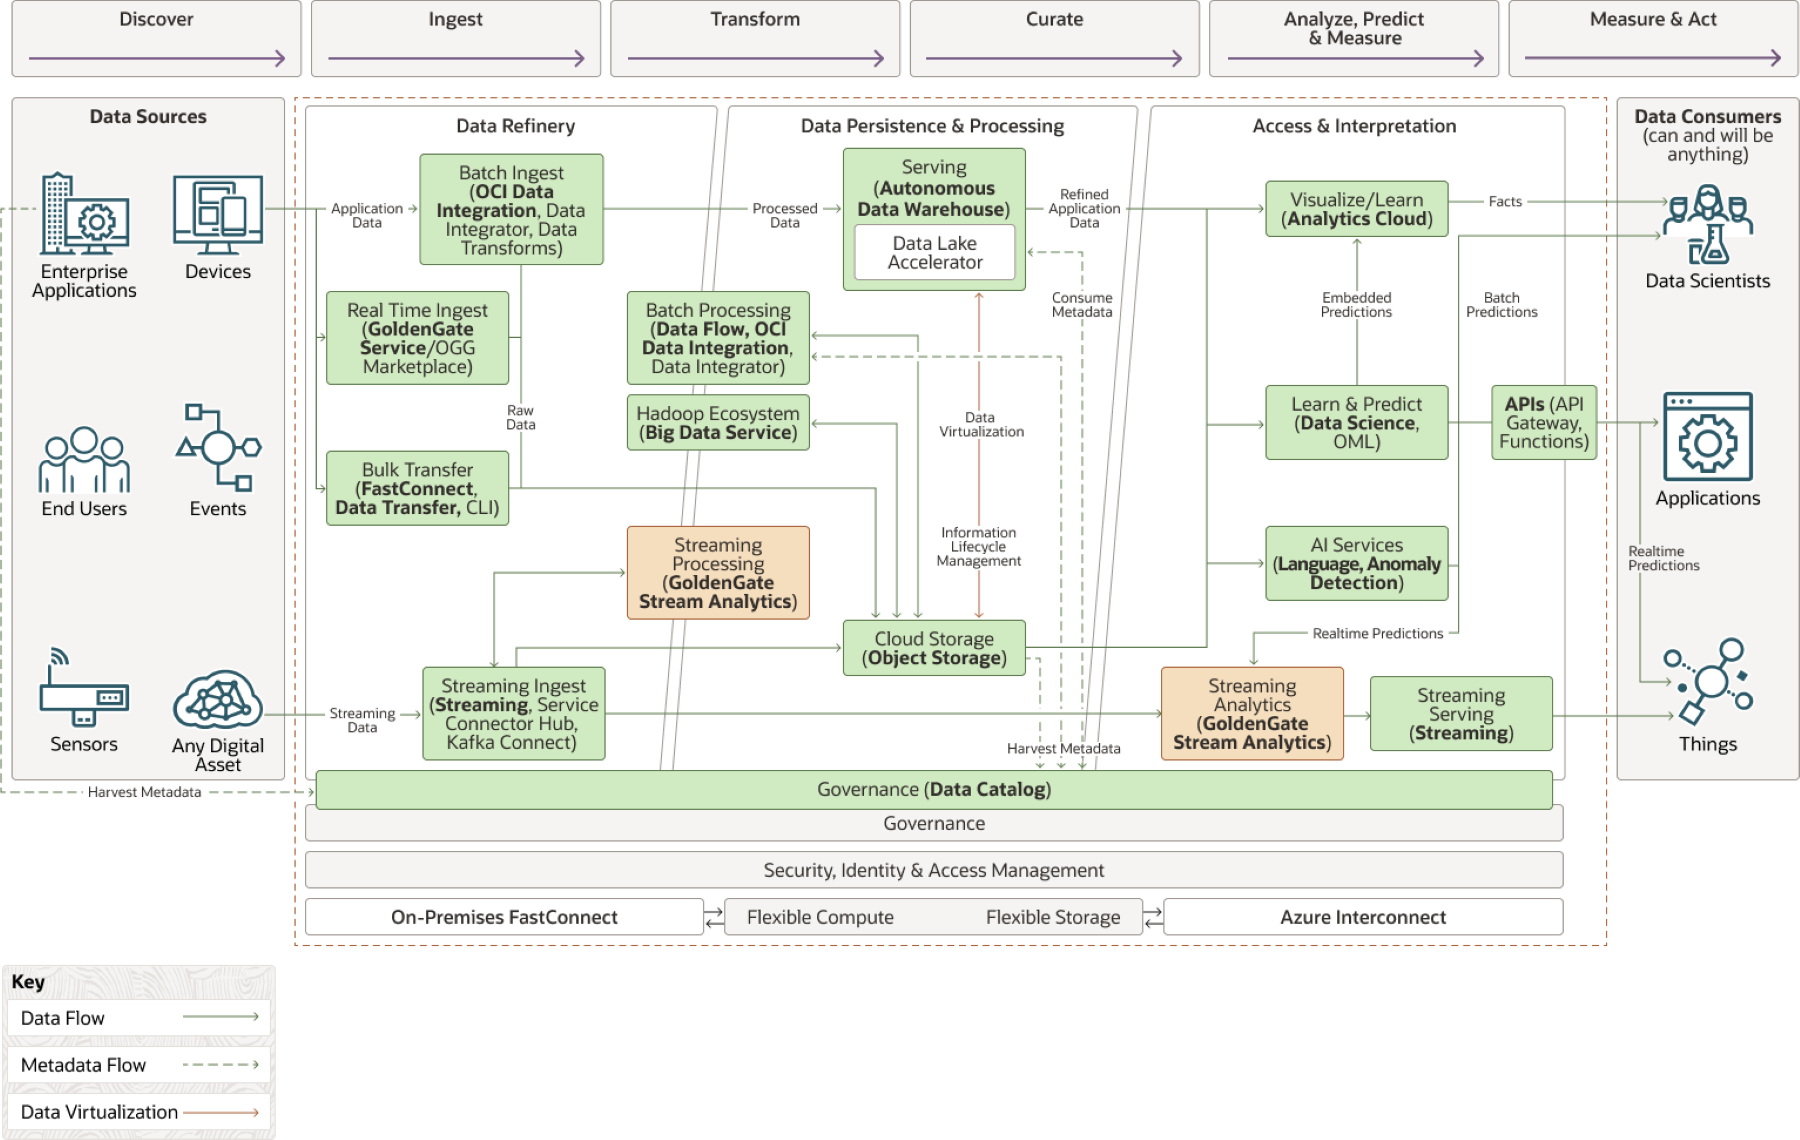 Discover
Ingest
Transform
Curate
Analyze, Predict
& Measure
Measure & Act
Data Sources
Enterprise
Applications
Devices
End Users
Events
Sensors
Any Digital
Asset
Harvest Metadata
Data Refinery
Application
Data
Batch Ingest
(OCI Data
Integration, Data
Integrator, Data
Transforms)
Real Time Ingest
(GoldenGate
Service/OGG
Marketplace)
Raw
Data
Bulk Transfer
(FastConnect,
Data Transfer, CLI)
Streaming
Data
Streaming Ingest
(Streaming, Service
Connector Hub,
Kafka Connect)
Data Persistence & Processing
Processed
Data
Serving
(Autonomous
Data Warehouse)
Data Lake
Accelerator
Refined
Application
Data
Consume
Metadata
Batch Processing
(Data Flow, OCI
Data Integration,
Data Integrator)
Hadoop Ecosystem
(Big Data Service)
Data
Virtualization
Streaming
Processing
(GoldenGate
Stream Analytics)
Information
Lifecycle
Management
Cloud Storage
(Object Storage)
Harvest Metadata
Access & Interpretation
Visualize/Learn
(Analytics Cloud)
Facts
Embedded
Predictions
Batch
Predictions
Learn & Predict
(Data Science,
OML)
APIs (API
Gateway,
Functions)
AI Services
(Language, Anomaly
Detection)
Realtime Predictions
Streaming
Analytics
(GoldenGate
Stream Analytics)
Streaming
Serving
(Streaming)
Data Consumers
(can and will be
anything)
Data Scientists
Applications
Realtime
Predictions
Things
Governance (Data Catalog)
Governance
Security, Identity & Access Management
On-Premises FastConnect
Flexible Compute
Flexible Storage
Azure Interconnect
Key
Data Flow
Metadata Flow
Data Virtualization